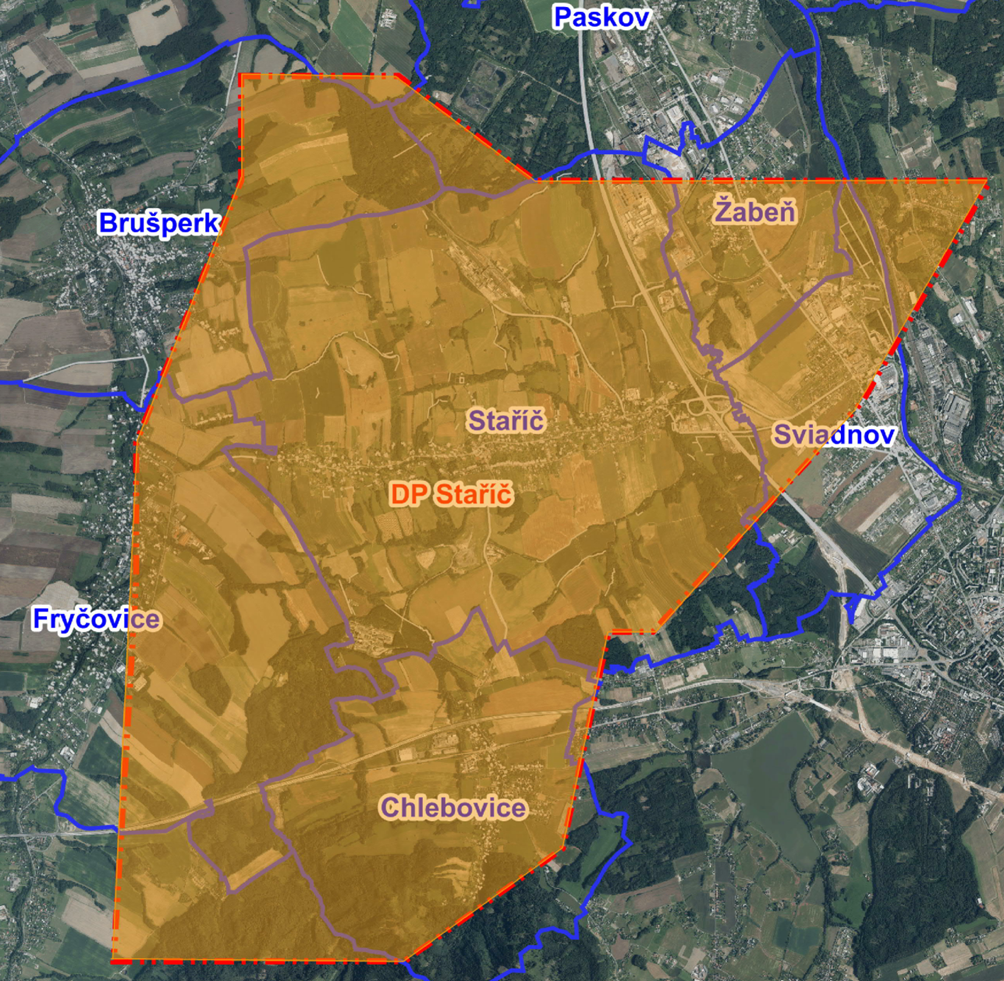 Paskov
Brušperk
Žabeň
Staříč
Sviadnov
DP Staříč
Fryčovice
Chlebovice